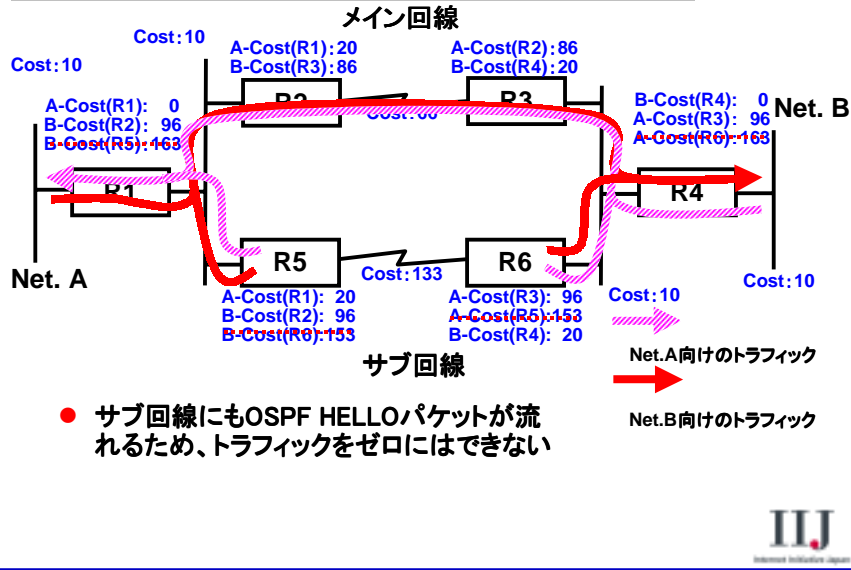 メイン回線
Cost:10
Cost:10
A-Cost(R1):20
B-Cost(R3):86
A-Cost(R2):86
B-Cost(R4):20
A-Cost(R1): 0
B-Cost(R2): 96
B-Cost(R5):163
B-Cost(R4): 0
A-Cost(R3): 96
A-Cost(R6):163
Net. B
R2
R3
R1
R4
R5
R6
Cost:133
Net. A
A-Cost(R1): 20
B-Cost(R2): 96
B-Cost(R6):153
A-Cost(R3): 96
A-Cost(R5):153
B-Cost(R4): 20
Cost:10
Cost:10
サブ回線
Net.A向けのトラフィック
Net.B向けのトラフィック
● サブ回線にもOSPF HELLOパケットが流
れるため、トラフィックをゼロにはできない
IIJ
Internet Initiative Japan